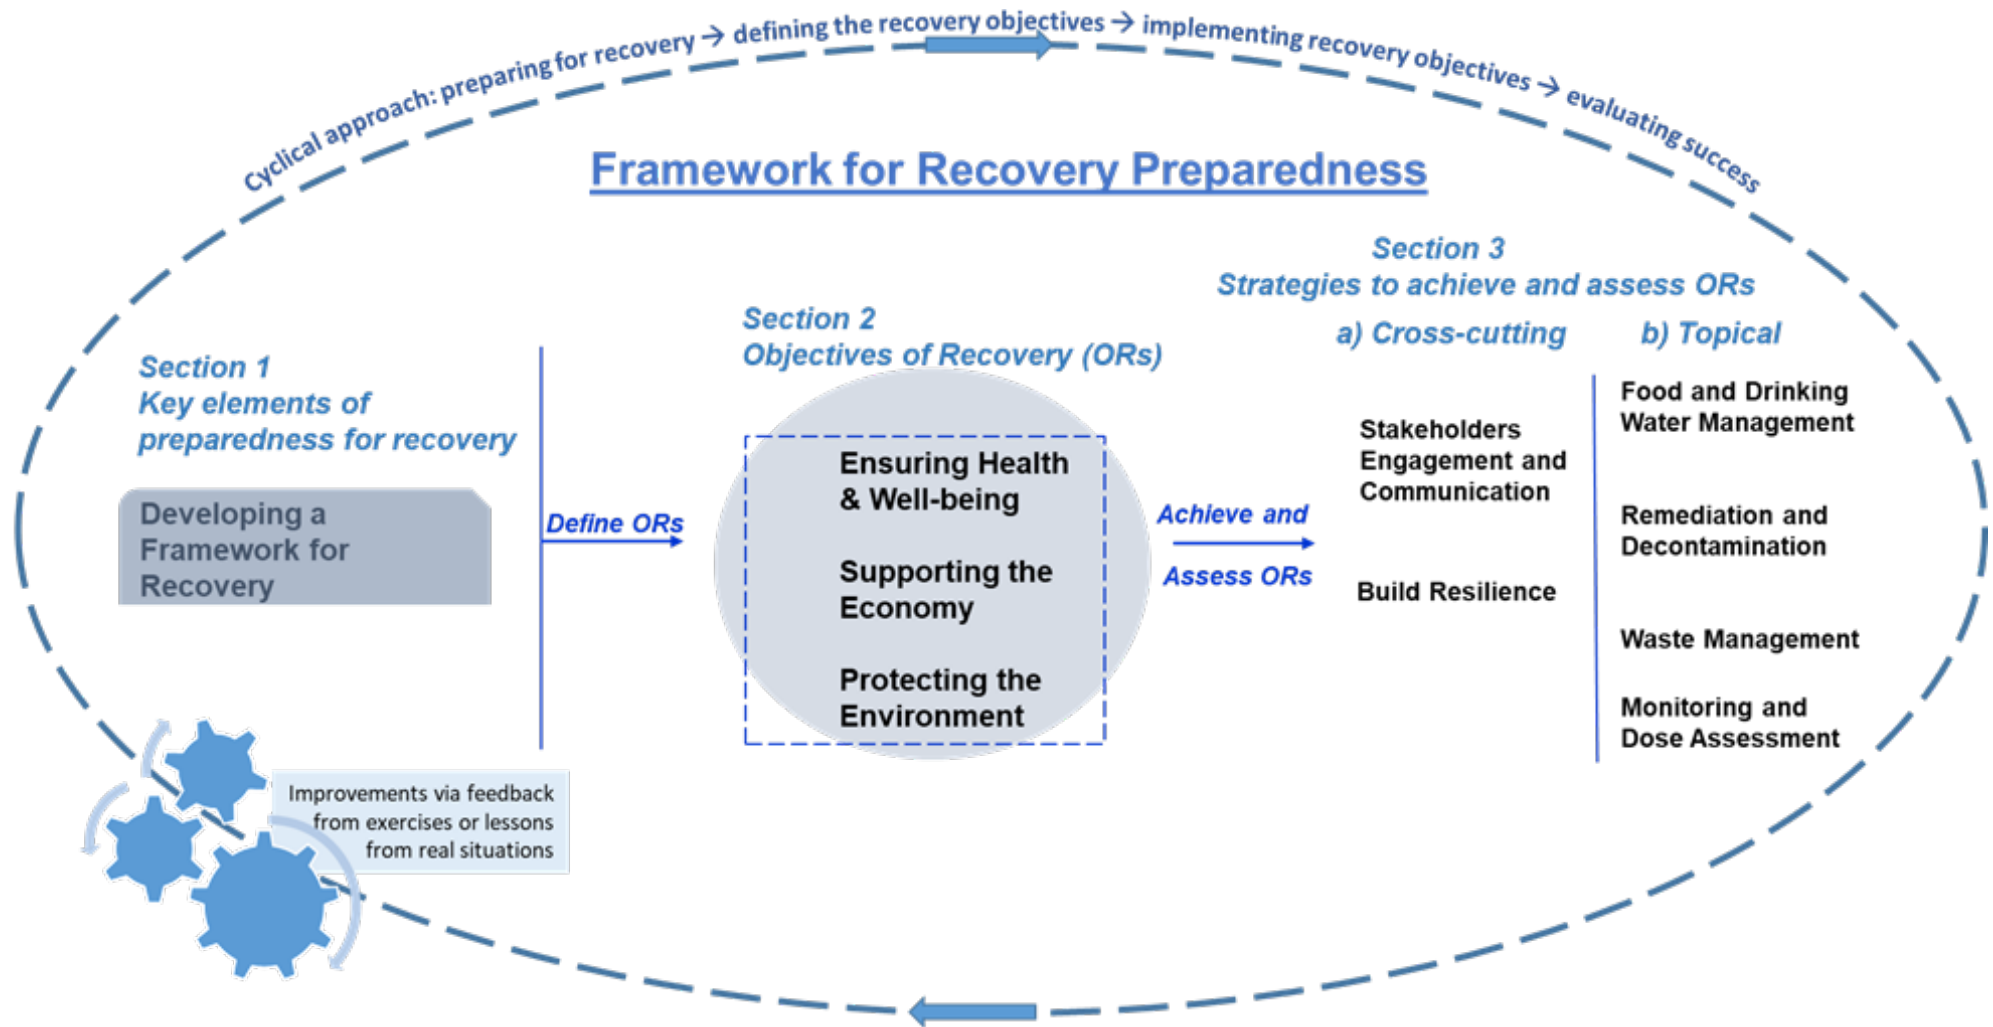 Cyclical approach: preparing for recovery → defining the recovery objectives → implementing recovery objectives → evaluating success
Framework for Recovery Preparedness
Section 1
Key elements of
preparedness for recovery
Developing a
Framework for
Recovery
Define ORs
Section 2
Objectives of Recovery (ORs)
Ensuring Health
& Well-being
Supporting the
Economy
Protecting the
Environment
Achieve and
Assess ORs
Section 3
Strategies to achieve and assess ORs
a) Cross-cutting
Stakeholders
Engagement and
Communication
Build Resilience
b) Topical
Food and Drinking
Water Management
Remediation and
Decontamination
Waste Management
Monitoring and
Dose Assessment
Improvements via feedback
from exercises or lessons
from real situations